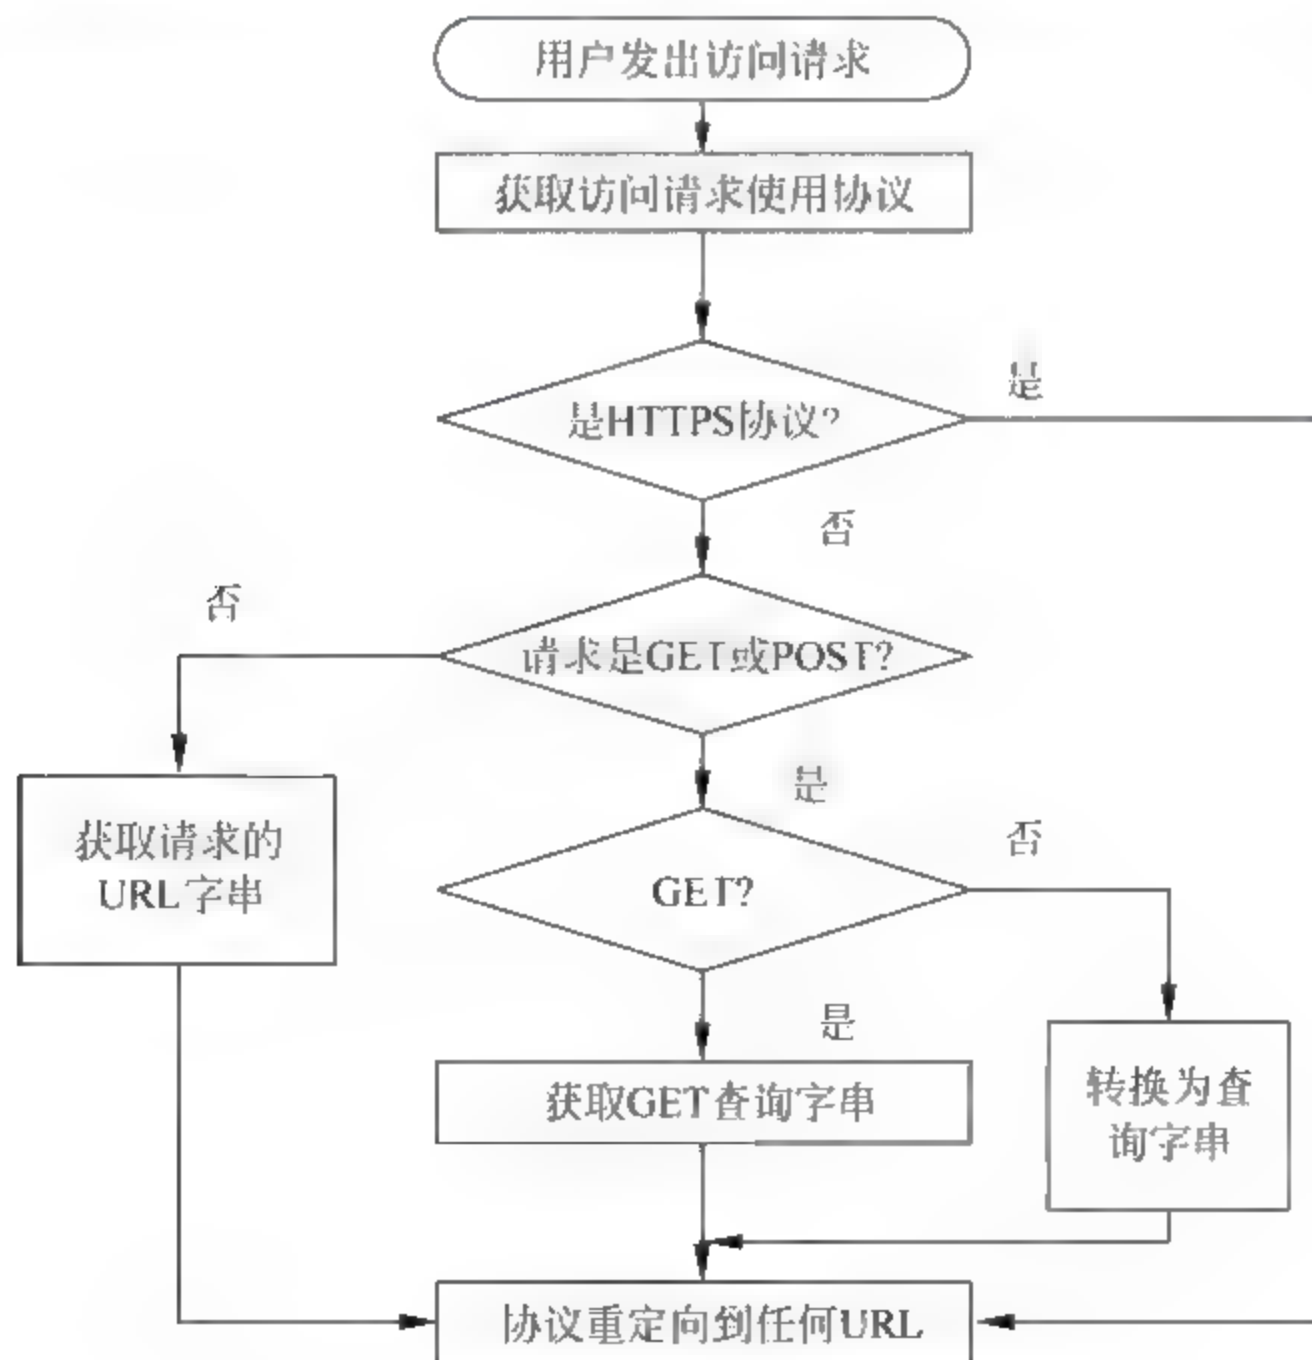 用户发出访问请求
获取访问请求使用协议
是HTTPS协议?
是
否
请求是GET或POST?
否
是
获取请求的
URL字串
GET?
否
是
获取GET查询字串
转换为查
询字串
协议重定向到任何URL